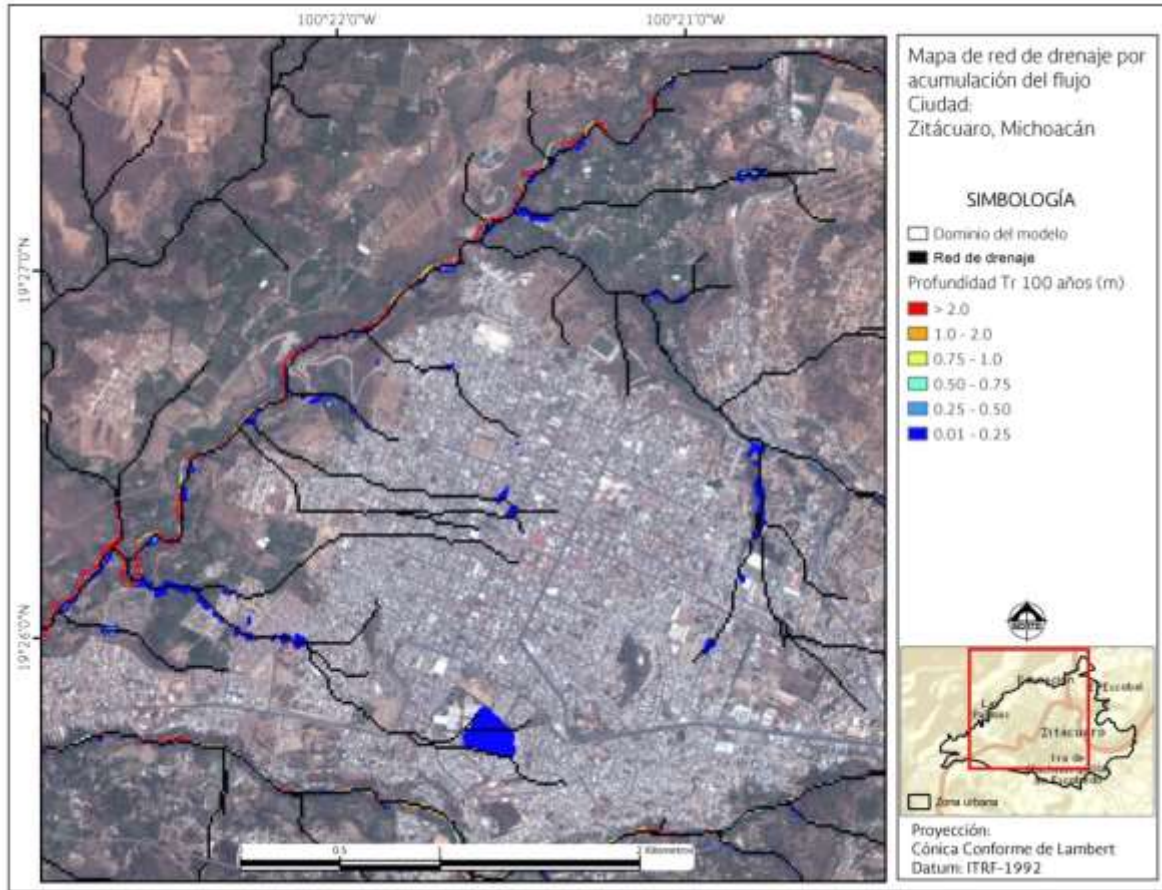 100°22'0"W
100°21'0"W
19°27'0"N
19°26'0"N
0
0.5
1
2
Kilometros
Mapa de red de drenaje por
acumulación del flujo
Ciudad:
Zitácuaro, Michoacán
SIMBOLOGÍA
Dominio del modelo
Red de drenaje
Profundidad Tr 100 años (m)
> 2.0
1.0 - 2.0
0.75 - 1.0
0.50 - 0.75
0.25 - 0.50
0.01 - 0.25
NORTE
Zitácuaro
Zona urbana
Proyección:
Cónica Conforme de Lambert
Datum: ITRF-1992